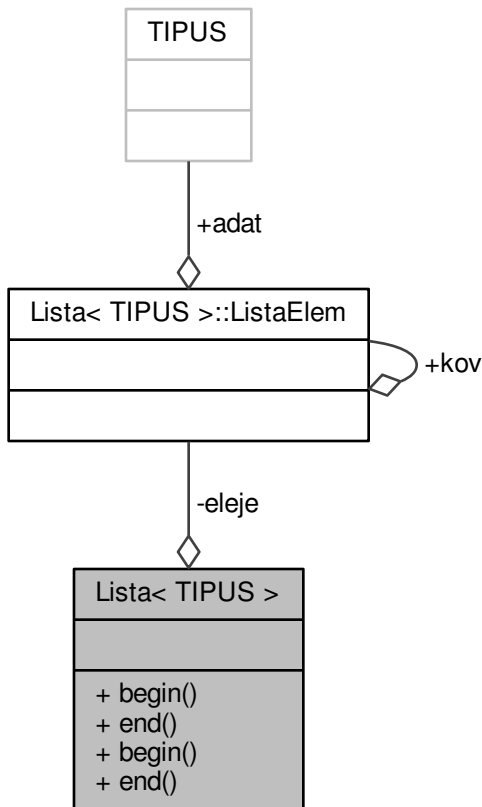 TIPUS
+adat
Lista< TIPUS >::ListaElem
+kov
-eleje
Lista< TIPUS >
+ begin()
+ end()
+ begin()
+ end()